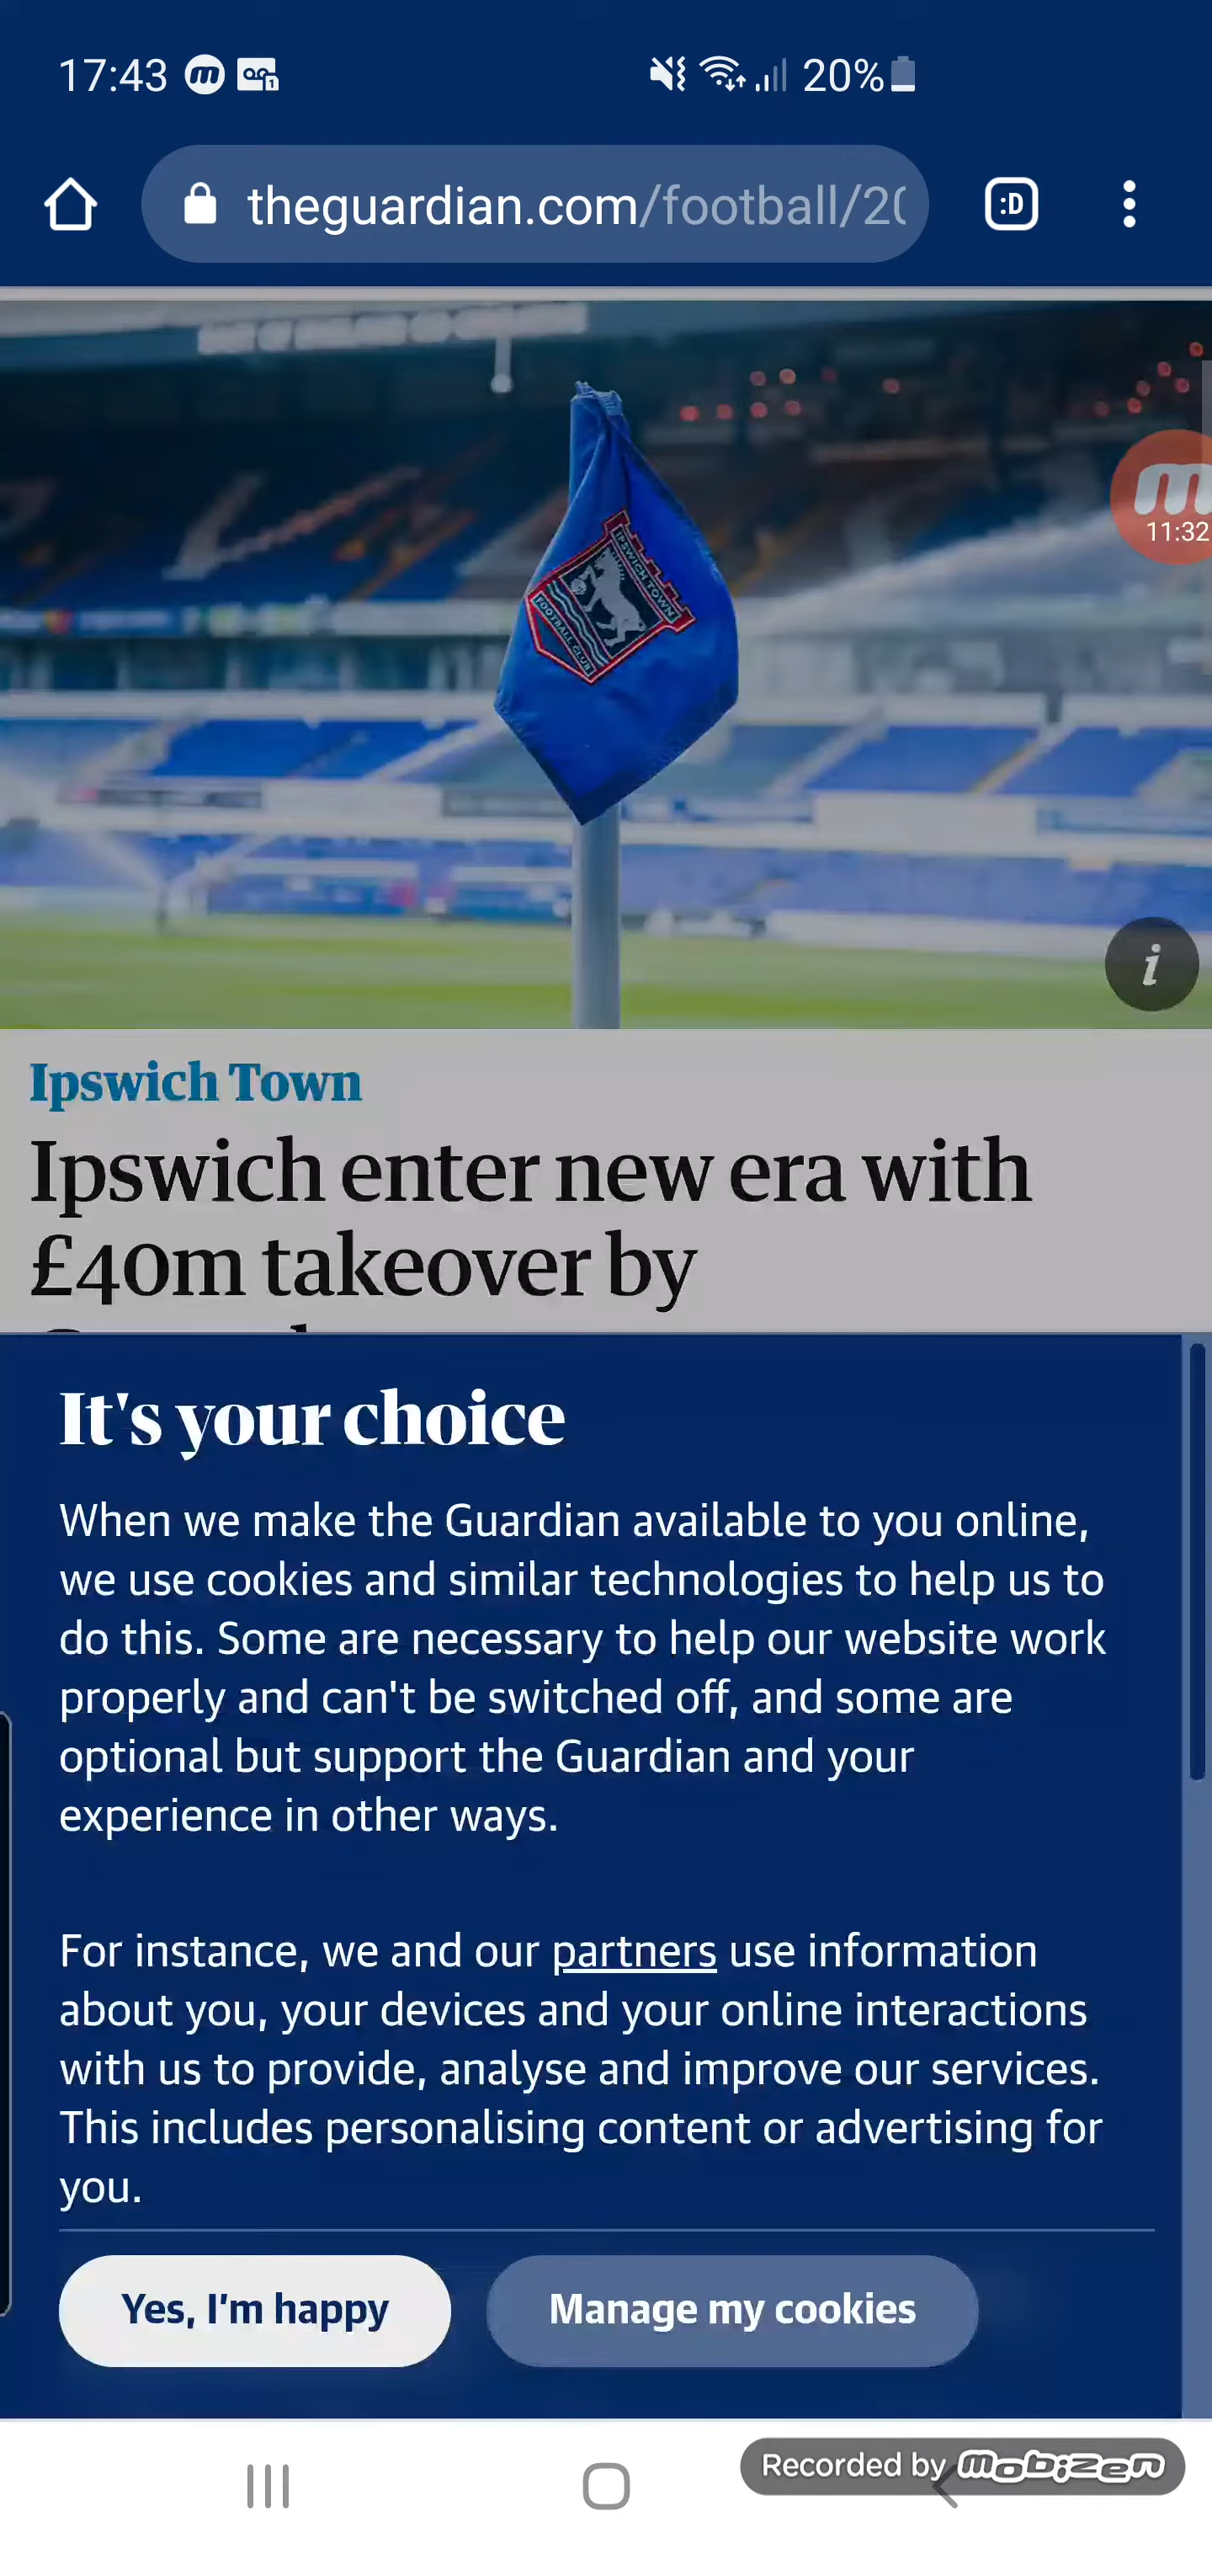 17:43
20%
theguardian.com/football/20
:D
IPSWICH TOWN
FOOTBALL CLUB
m
11:32
i
Ipswich Town
Ipswich enter new era with
£40m takeover by
It's your choice
When we make the Guardian available to you online,
we use cookies and similar technologies to help us to
do this. Some are necessary to help our website work
properly and can't be switched off, and some are
optional but support the Guardian and your
experience in other ways.
For instance, we and our partners use information
about you, your devices and your online interactions
with us to provide, analyse and improve our services.
This includes personalising content or advertising for
you.
Yes, I'm happy
Manage my cookies
Recorded by mobizen